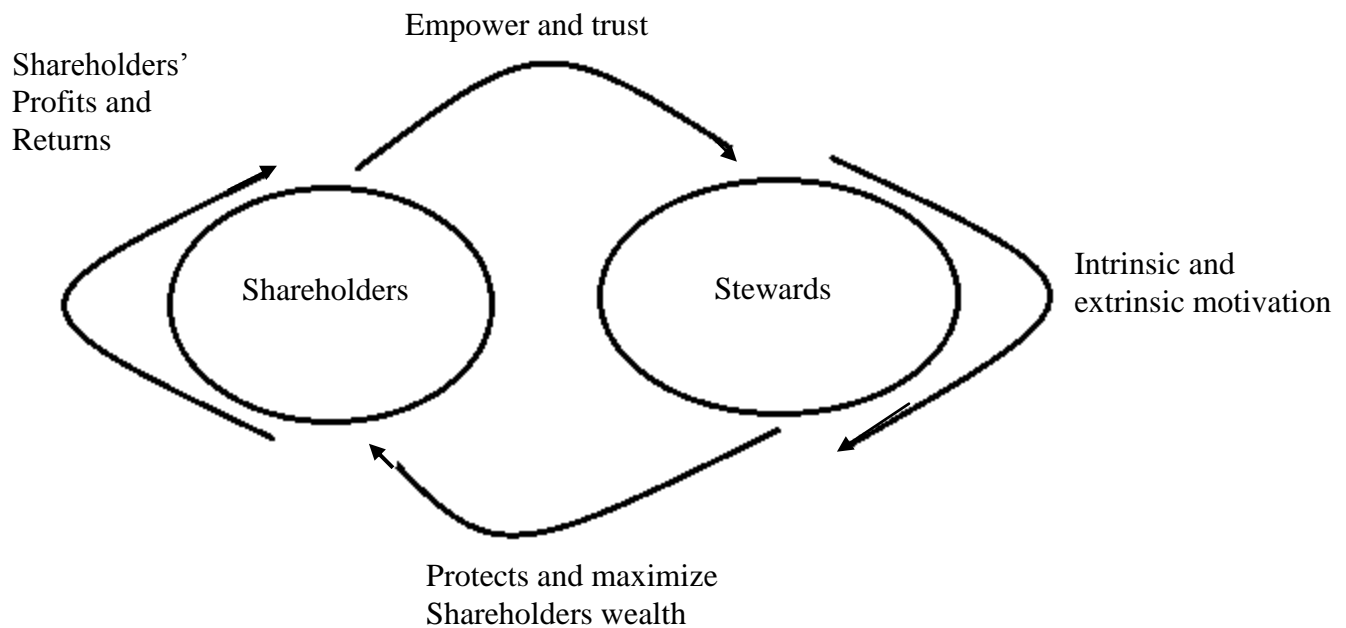 Empower and trust
Shareholders’
Profits and
Returns
Shareholders
Stewards
Intrinsic and
extrinsic motivation
Protects and maximize
Shareholders wealth